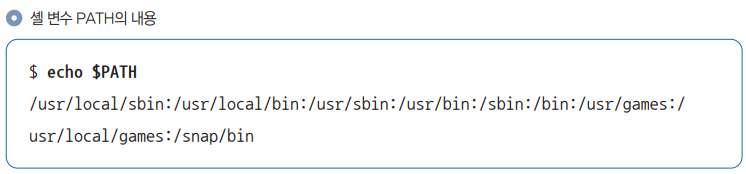 셸 변수 PATH의 내용
$ echo $PATH
/usr/local/sbin:/usr/local/bin:/usr/sbin:/usr/bin:/sbin:/bin:/usr/games:/
usr/local/games:/snap/bin